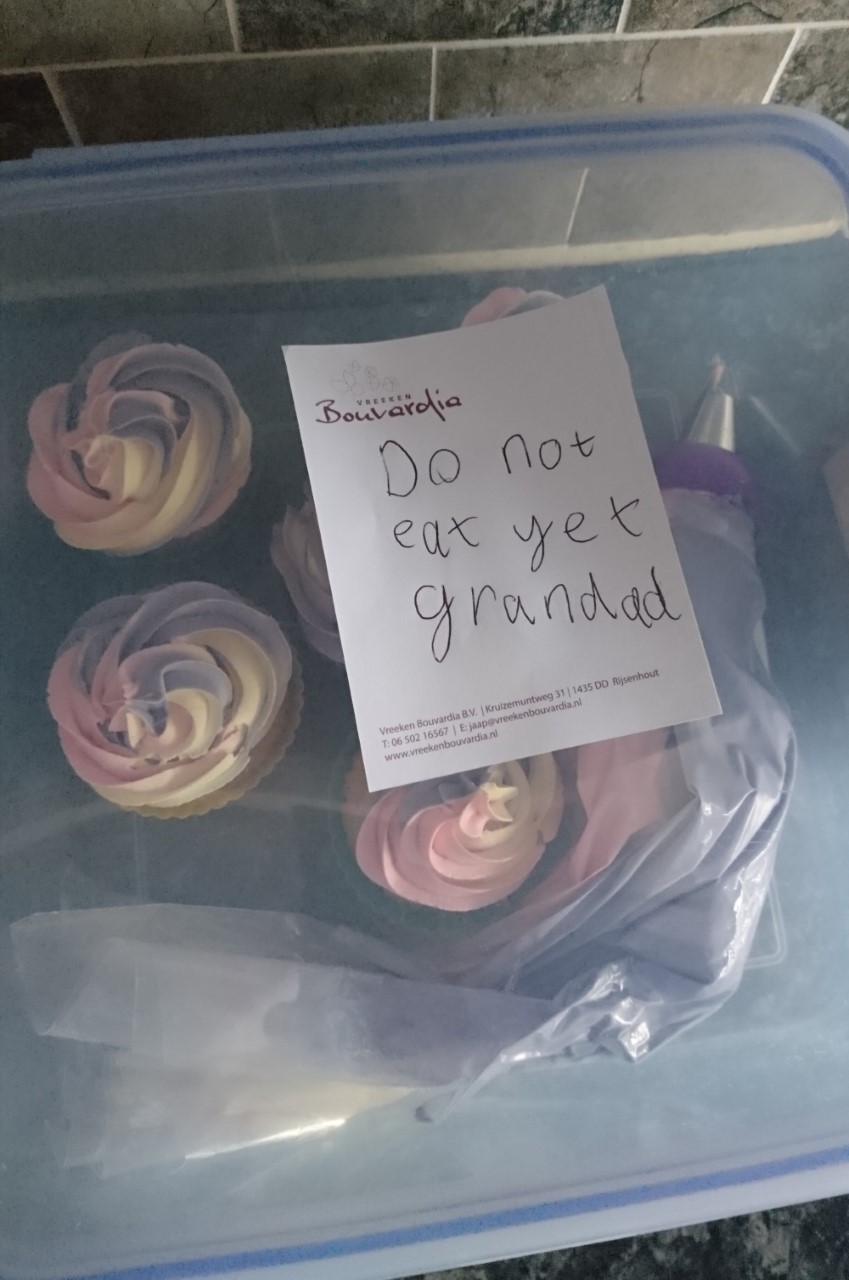 VREEKEN
Bouvardia
Do not
eat yet
grandad
Vreeken Bouvardia B.V. | Kruizemuntweg 31 | 1435 DD Rijsenhout
T: 06 502 16567 | E: jaap@vreekenbouvardia.nl
www.vreekenbouvardia.nl